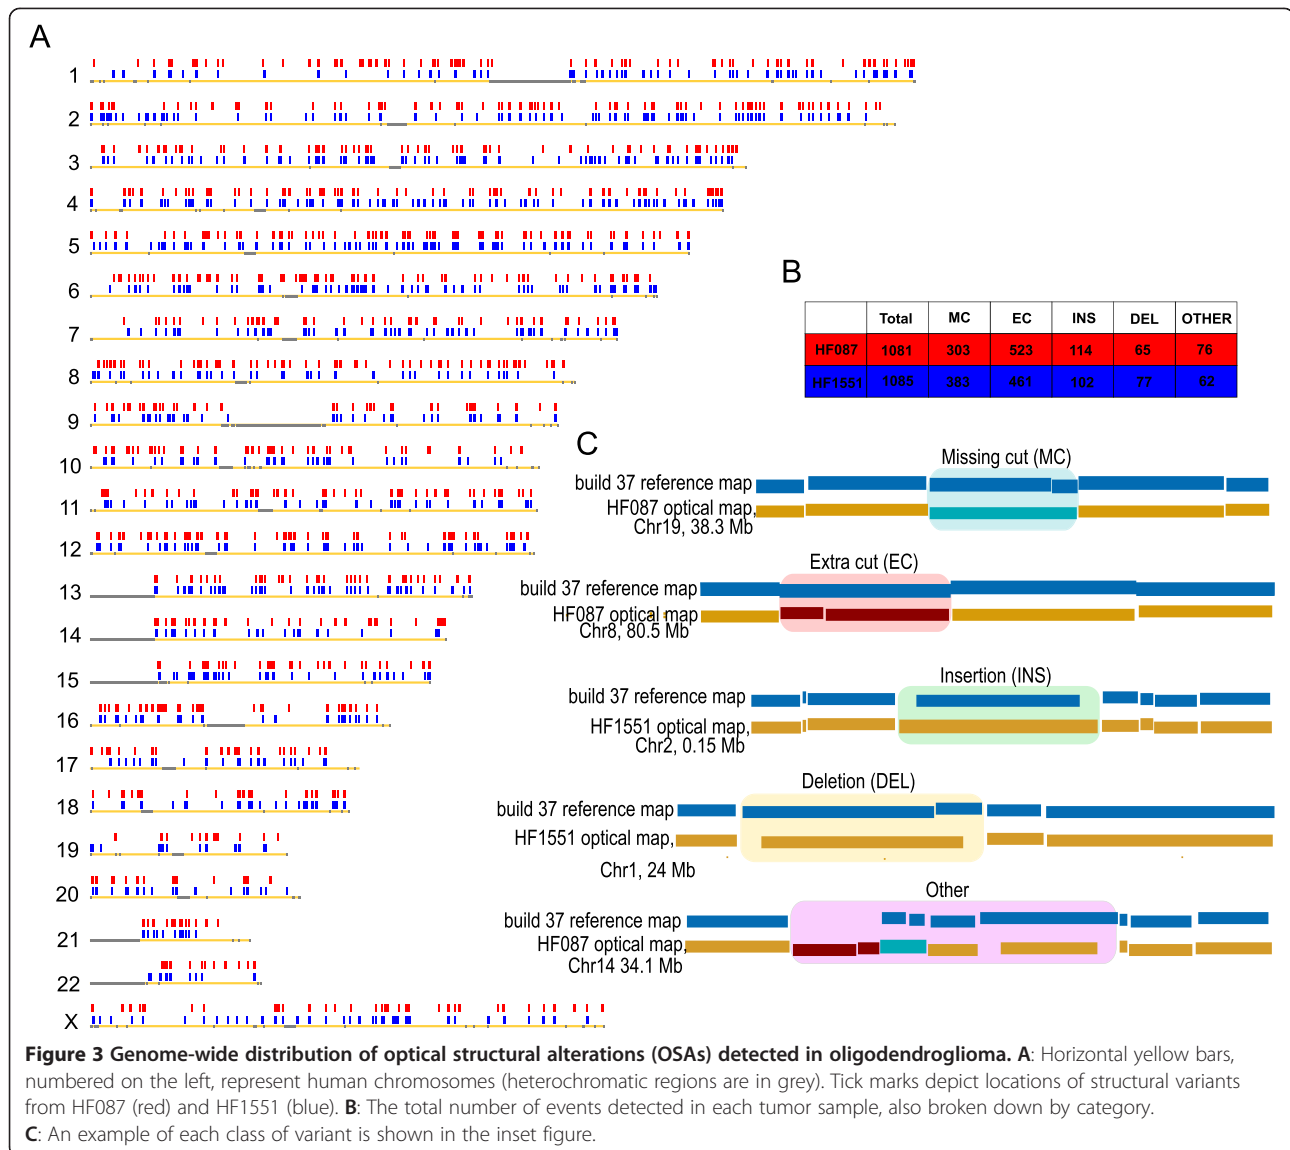 A
1
2
3
4
5
6
7
8
9
10
11
12
13
14
15
16
17
18
19
20
21
22
X
B
Total MC EC INS DEL OTHER
HF087 1081 303 523 114 65 76
HF1551 1085 383 461 102 77 62
C
Missing cut (MC)
build 37 reference map
HF087 optical map,
Chr19, 38.3 Mb
Extra cut (EC)
build 37 reference map
HF087 optical map
Chr8, 80.5 Mb
Insertion (INS)
build 37 reference map
HF1551 optical map,
Chr2, 0.15 Mb
Deletion (DEL)
build 37 reference map
HF1551 optical map,
Chr1, 24 Mb
Other
build 37 reference map
HF087 optical map,
Chr14 34.1 Mb
Figure 3 Genome-wide distribution of optical structural alterations (OSAs) detected in oligodendroglioma. A: Horizontal yellow bars,
numbered on the left, represent human chromosomes (heterochromatic regions are in grey). Tick marks depict locations of structural variants
from HF087 (red) and HF1551 (blue). B: The total number of events detected in each tumor sample, also broken down by category.
C: An example of each class of variant is shown in the inset figure.